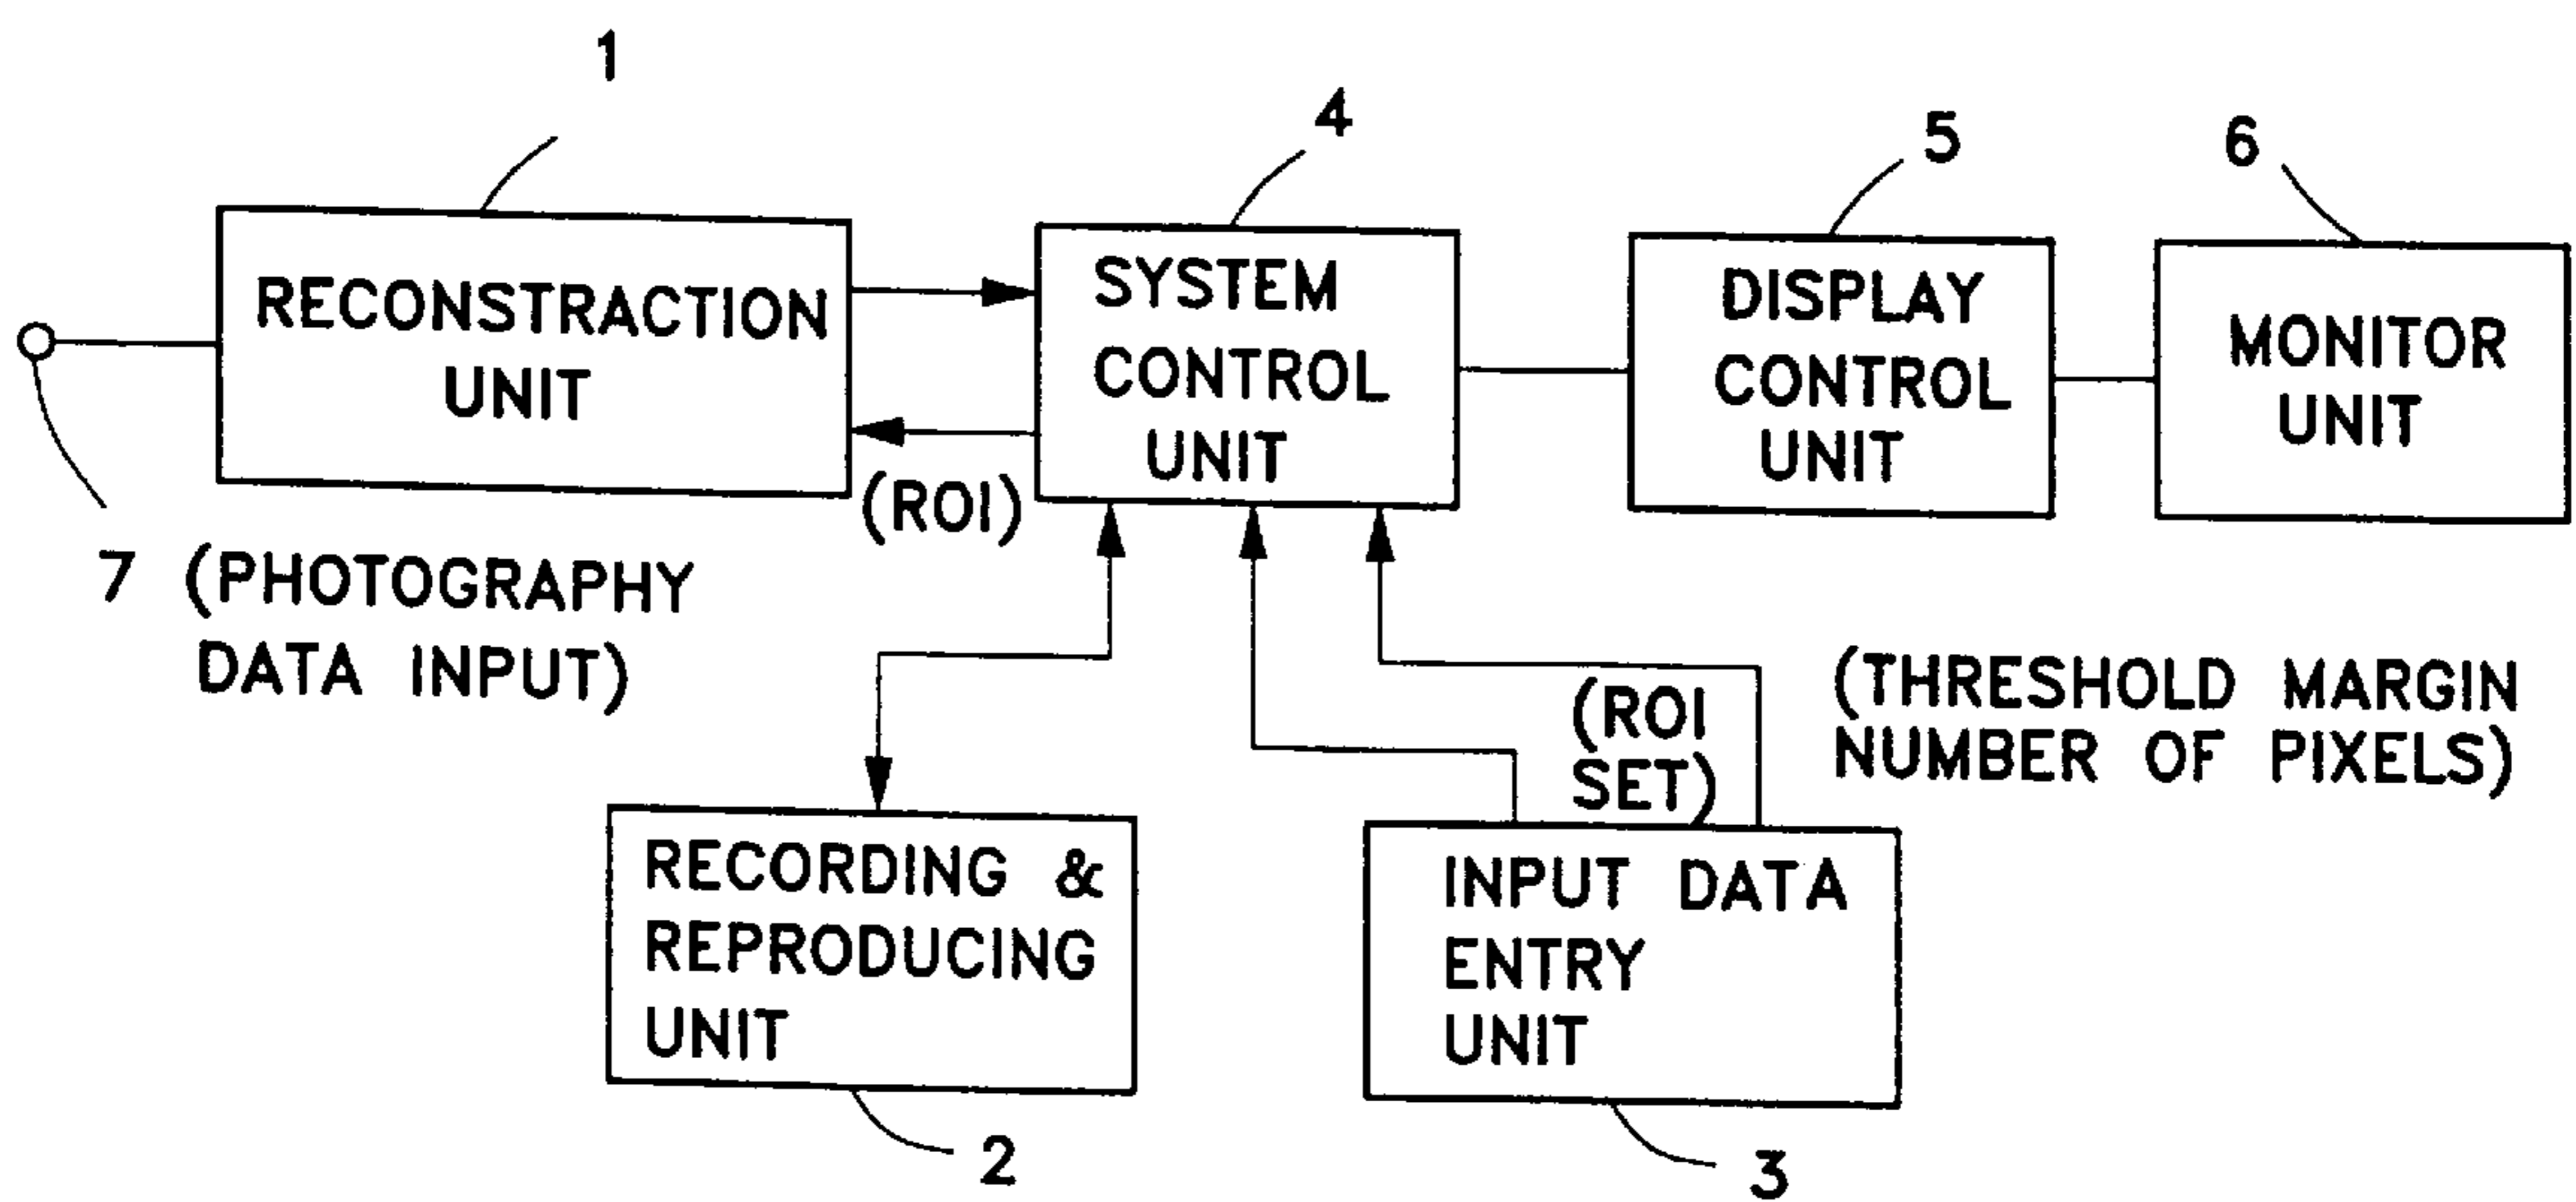 1
4
5
6
RECONSTRACTION
UNIT
SYSTEM
CONTROL
UNIT
DISPLAY
CONTROL
UNIT
MONITOR
UNIT
(ROI)
7 (PHOTOGRAPHY
DATA INPUT)
(ROI
SET)
(THRESHOLD MARGIN
NUMBER OF PIXELS)
RECORDING &
REPRODUCING
UNIT
INPUT DATA
ENTRY
UNIT
2
3